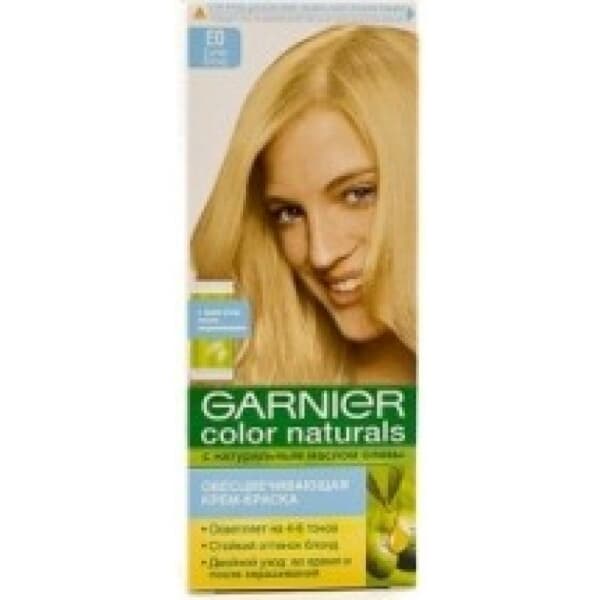 E0
GARNIER
color naturals
с натуральным маслом оливы
ОБЕСЦВЕЧИВАЮЩАЯ
КРЕМ-КРАСКА
• Осветляет на 4-6 тонов
• Стойкий оттенок блонд
• Двойной уход: во время и
после окрашивания